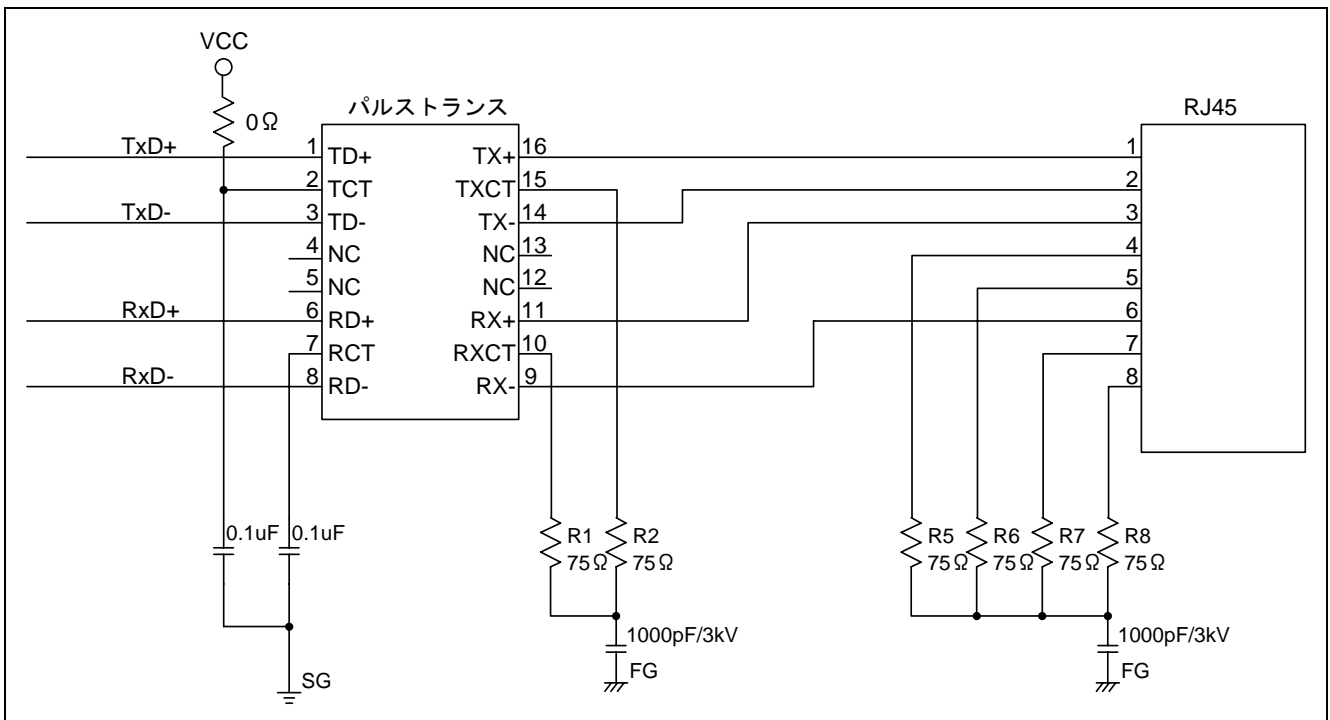 VCC
0Ω
パルストランス
RJ45
TxD+
TxD-
RxD+
RxD-
1 TD+
2 TCT
3 TD-
4 NC
5 NC
6 RD+
7 RCT
8 RD-
TX+ 16
TXCT 15
TX- 14
NC 13
NC 12
RX+ 11
RXCT 10
RX- 9
1
2
3
4
5
6
7
8
0.1uF
0.1uF
SG
R1
75Ω
R2
75Ω
1000pF/3kV
FG
R5
75Ω
R6
75Ω
R7
75Ω
R8
75Ω
1000pF/3kV
FG